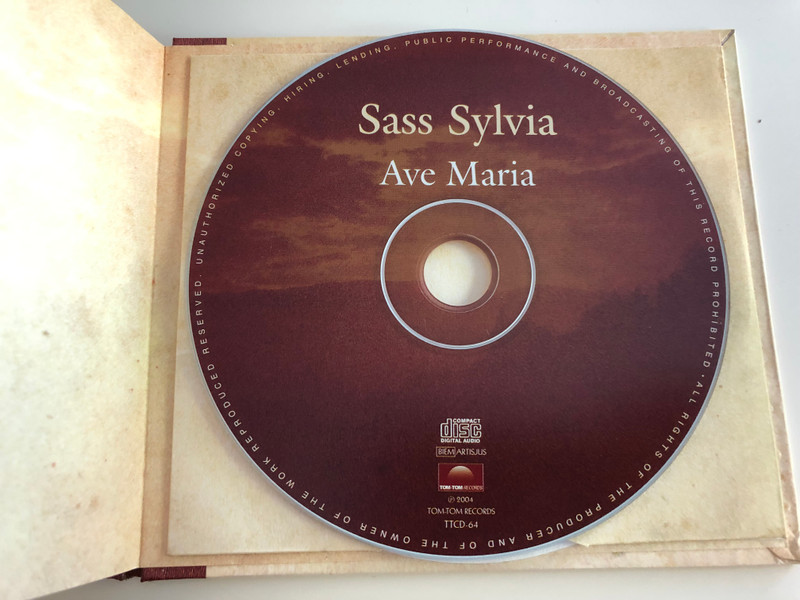 Sass Sylvia
Ave Maria
COMPACT
disc
DIGITAL AUDIO
BIEM ARTISJUS
TOM-TOM RECORDS
℗ 2004
TOM-TOM RECORDS
TTCD-64
ALL RIGHTS OF THE PRODUCER AND OF THE OWNER OF THE WORK REPRODUCED RESERVED. UNAUTHORIZED COPYING, HIRING, LENDING, PUBLIC PERFORMANCE AND BROADCASTING OF THIS RECORD PROHİBITED •